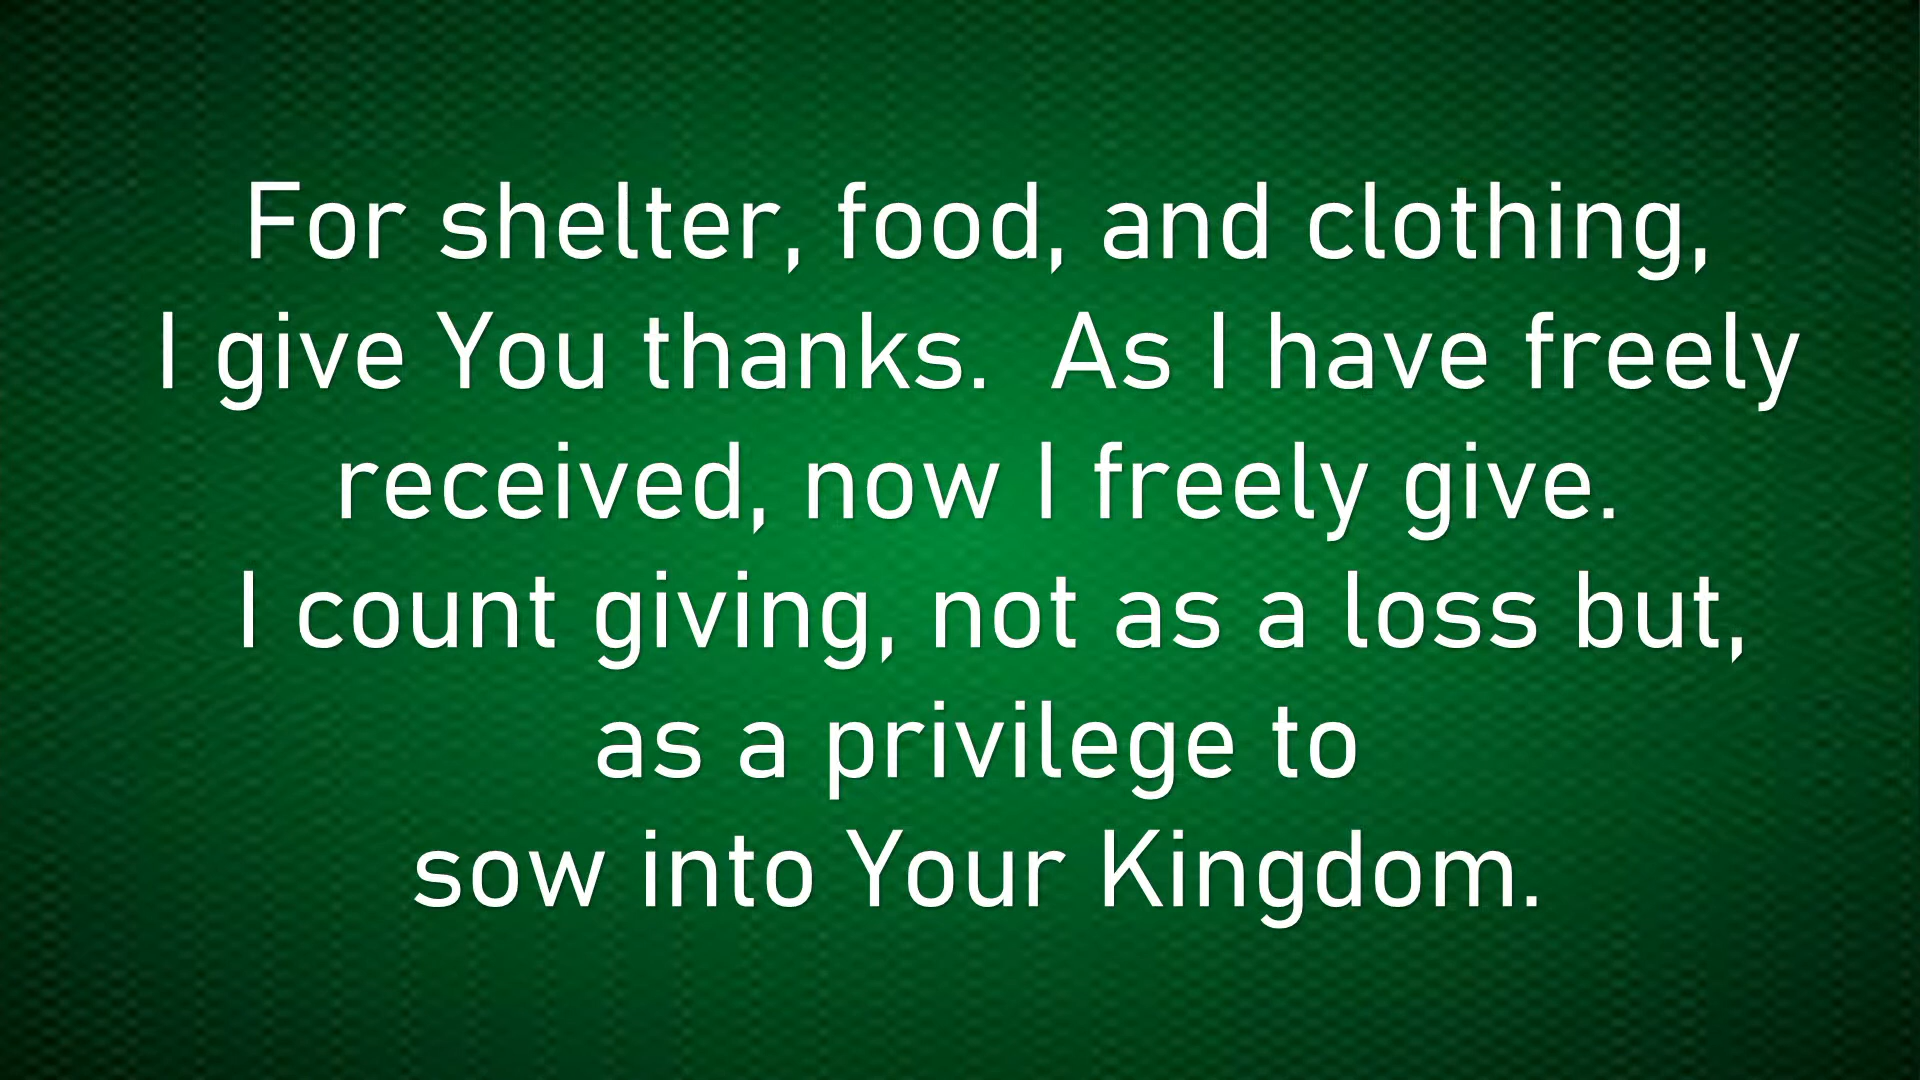 For shelter, food, and clothing,
I give You thanks.  As I have freely
received, now I freely give.
I count giving, not as a loss but,
as a privilege to
sow into Your Kingdom.